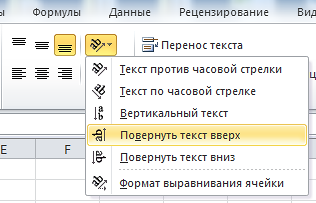 Формулы Данные Рецензирование Вид
Перенос текста
Текст против часовой стрелки
Текст по часовой стрелке
Вертикальный текст
Повернуть текст вверх
Повернуть текст вниз
Формат выравнивания ячейки
E F